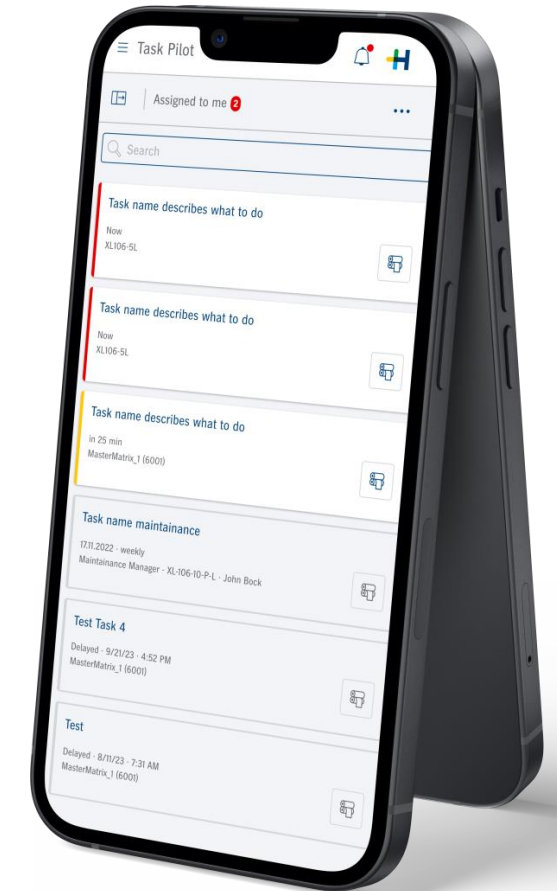 Task Pilot
Assigned to me 2
Search
Task name describes what to do
Now
XL106-5L
Task name describes what to do
Now
XL106-5L
Task name describes what to do
in 25 min
MasterMatrix_1 (6001)
Task name maintainance
17.11.2022 · weekly
Maintainance Manager - XL-106-10-P-L · John Bock
Test Task 4
Delayed · 9/21/23 · 4:52 PM
MasterMatrix_1 (6001)
Test
Delayed · 8/11/23 · 7:31 AM
MasterMatrix_1 (6001)